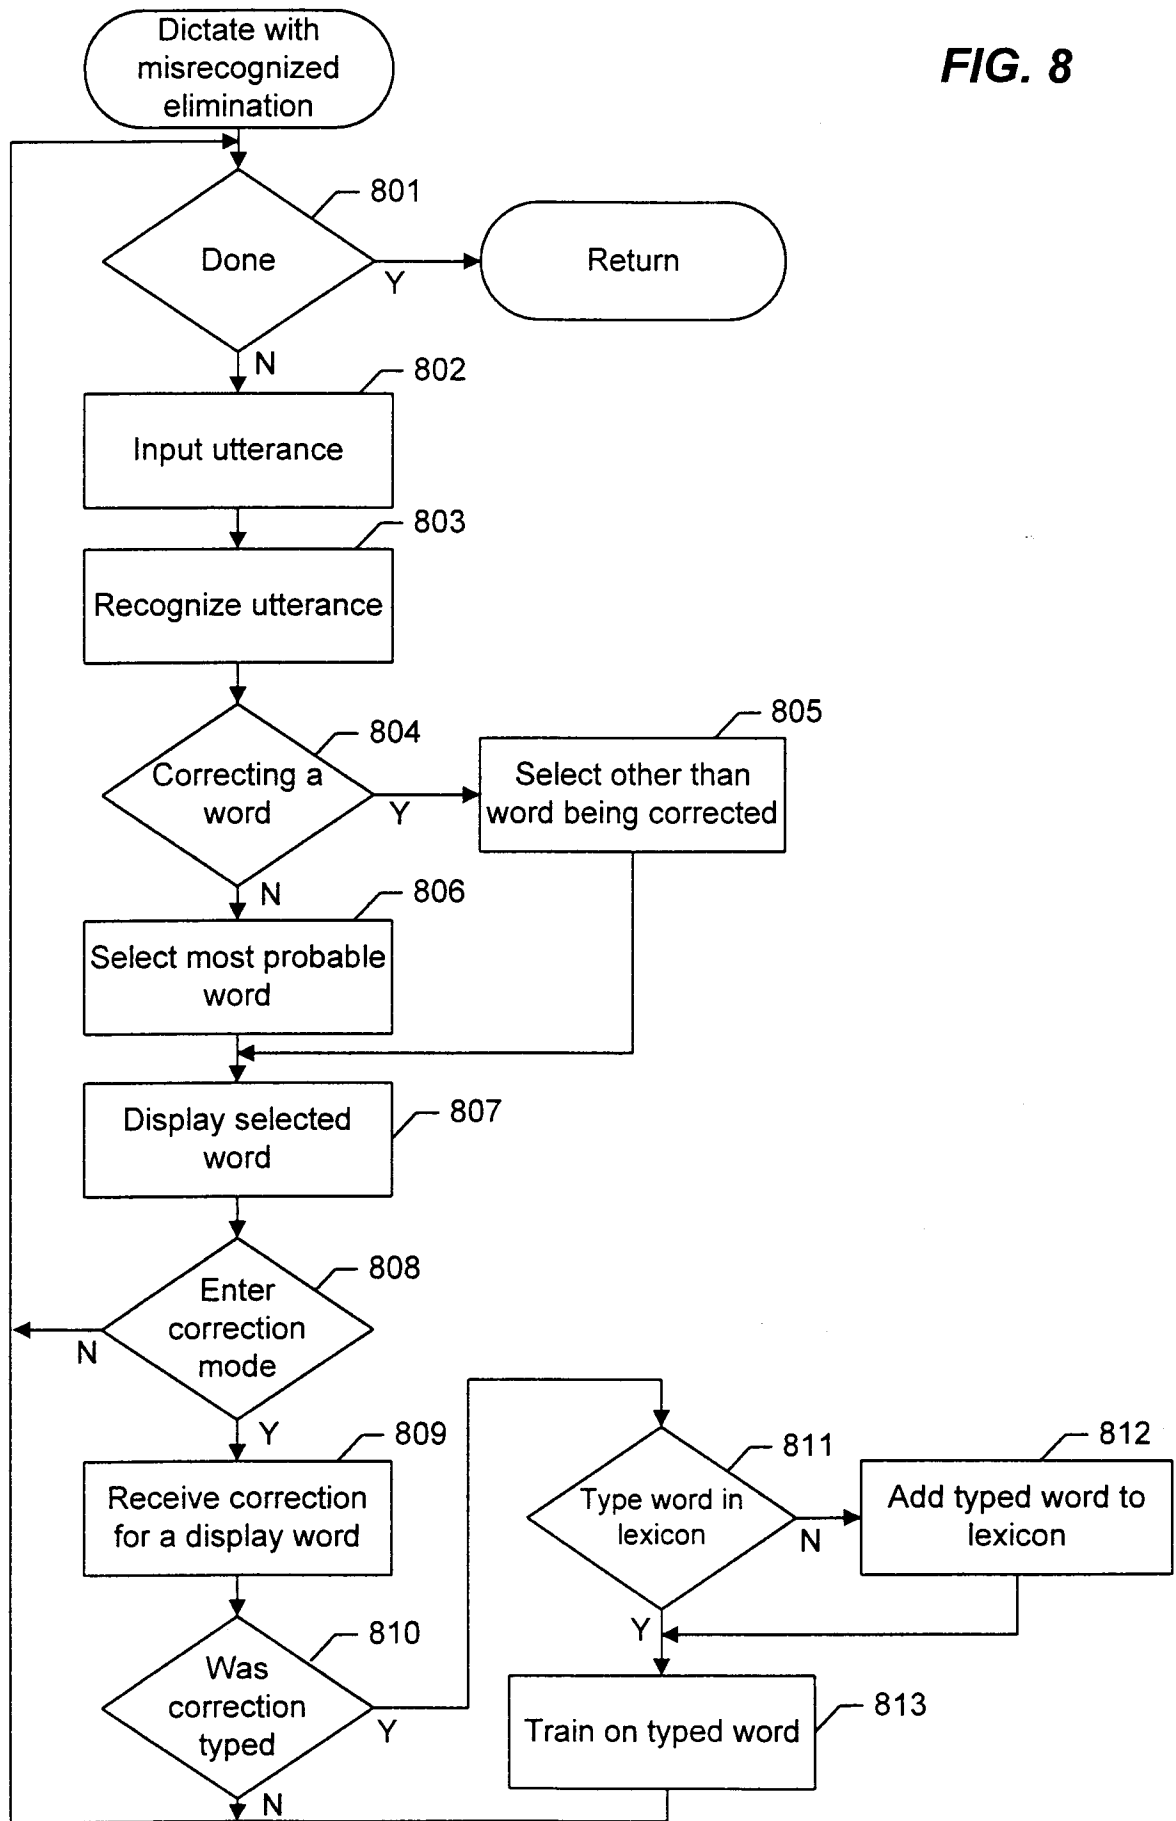 Dictate with
misrecognized
elimination
FIG. 8
801
Done
Y
Return
N
802
Input utterance
803
Recognize utterance
804
Correcting a
word
Y
805
Select other than
word being corrected
N
806
Select most probable
word
Display selected
word
807
808
Enter
correction
mode
N
Y
809
Receive correction
for a display word
810
Was
correction
typed
Y
N
811
Type word in
lexicon
N
812
Add typed word to
lexicon
Y
813
Train on typed word